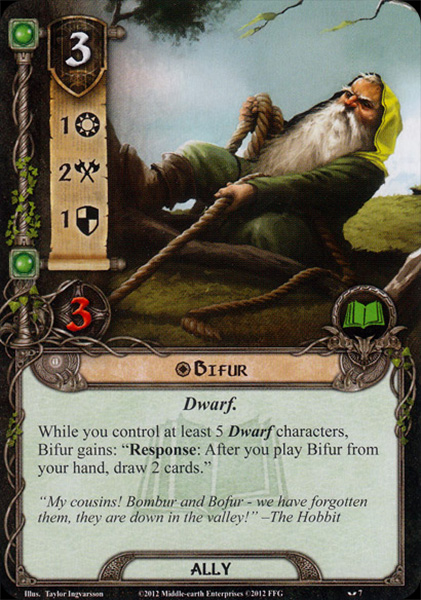 3
1
2
1
3
Bifur
Dwarf.
While you control at least 5 Dwarf characters,
Bifur gains: “Response: After you play Bifur from
your hand, draw 2 cards.”
“My cousins! Bombur and Bofur - we have forgotten
them, they are down in the valley!” –The Hobbit
ALLY
Illus. Taylor Ingvarsson ©2012 Middle-earth Enterprises ©2012 FFG 7